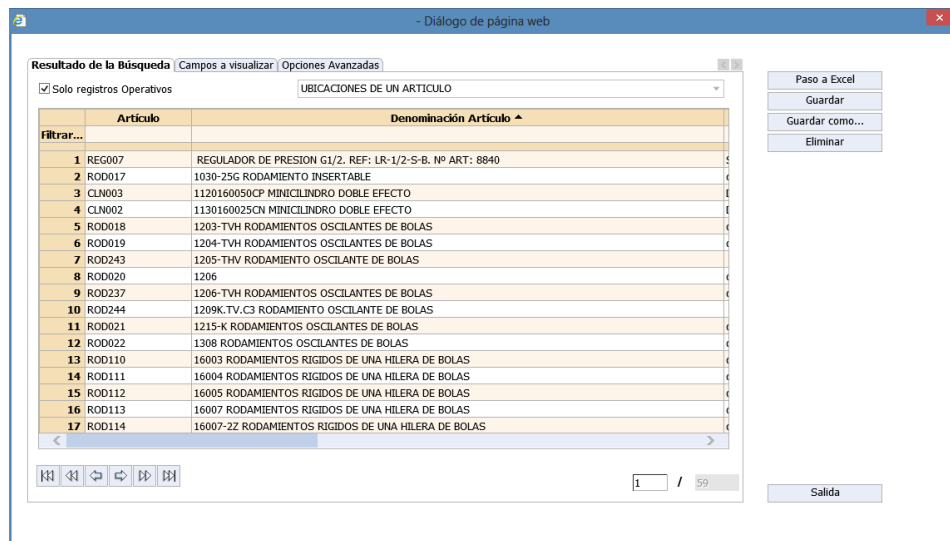 - Diálogo de página web
Resultado de la Búsqueda Campos a visualizar Opciones Avanzadas
Solo registros Operativos UBICACIONES DE UN ARTICULO
Paso a Excel
Guardar
Guardar como...
Eliminar
Artículo Denominación Artículo
Filtrar...
1 REG007 REGULADOR DE PRESION G1/2. REF: LR-1/2-S-B. Nº ART: 8840
2 ROD017 1030-25G RODAMIENTO INSERTABLE
3 CLN003 1120160050CP MINICILINDRO DOBLE EFECTO
4 CLN002 1130160025CN MINICILINDRO DOBLE EFECTO
5 ROD018 1203-TVH RODAMIENTOS OSCILANTES DE BOLAS
6 ROD019 1204-TVH RODAMIENTOS OSCILANTES DE BOLAS
7 ROD243 1205-THV RODAMIENTO OSCILANTE DE BOLAS
8 ROD020 1206
9 ROD237 1206-TVH RODAMIENTOS OSCILANTES DE BOLAS
10 ROD244 1209K.TV.C3 RODAMIENTO OSCILANTE DE BOLAS
11 ROD021 1215-K RODAMIENTOS OSCILANTES DE BOLAS
12 ROD022 1308 RODAMIENTOS OSCILANTES DE BOLAS
13 ROD110 16003 RODAMIENTOS RIGIDOS DE UNA HILERA DE BOLAS
14 ROD111 16004 RODAMIENTOS RIGIDOS DE UNA HILERA DE BOLAS
15 ROD112 16005 RODAMIENTOS RIGIDOS DE UNA HILERA DE BOLAS
16 ROD113 16007 RODAMIENTOS RIGIDOS DE UNA HILERA DE BOLAS
17 ROD114 16007-2Z RODAMIENTOS RIGIDOS DE UNA HILERA DE BOLAS
1 / 59
Salida